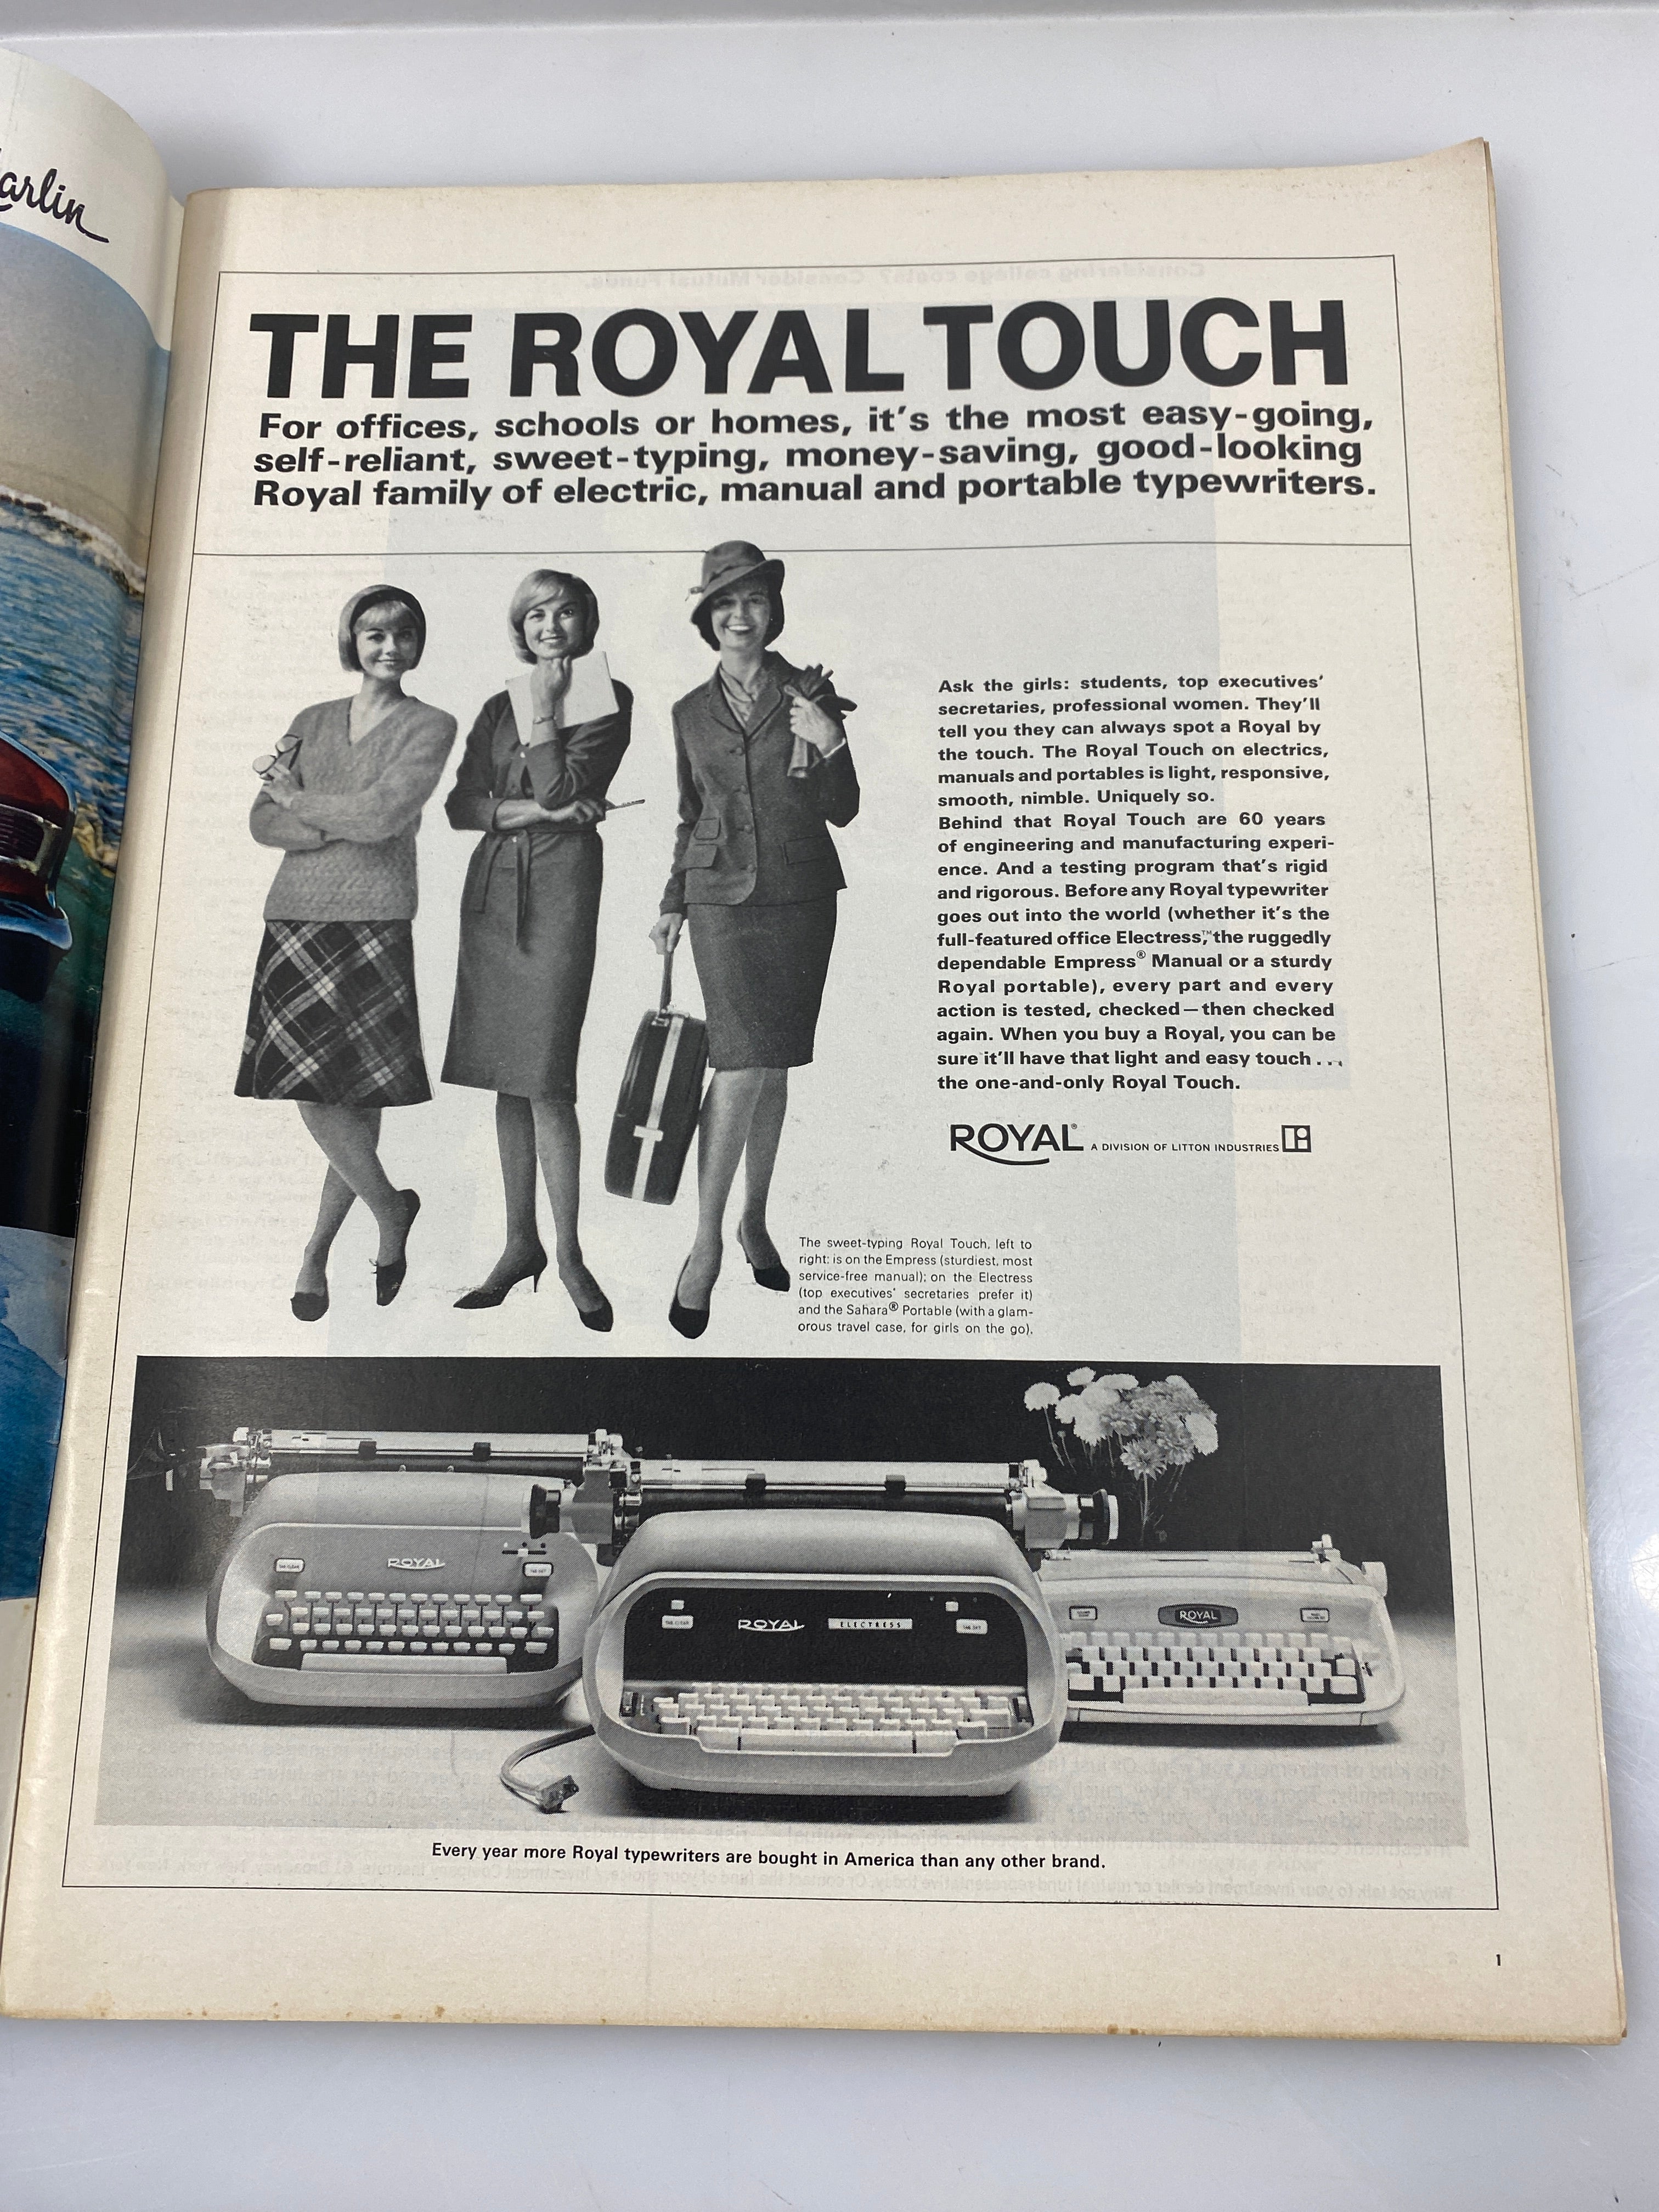 arlin
THE ROYAL TOUCH
For offices, schools or homes, it's the most easy-going,
self-reliant, sweet-typing, money-saving, good-looking
Royal family of electric, manual and portable typewriters.
Ask the girls: students, top executives'
secretaries, professional women. They'll
tell you they can always spot a Royal by
the touch. The Royal Touch on electrics,
manuals and portables is light, responsive,
smooth, nimble. Uniquely so.
Behind that Royal Touch are 60 years
of engineering and manufacturing experi-
ence. And a testing program that's rigid
and rigorous. Before any Royal typewriter
goes out into the world (whether it's the
full-featured office Electress,™ the ruggedly
dependable Empress® Manual or a sturdy
Royal portable), every part and every
action is tested, checked—then checked
again. When you buy a Royal, you can be
sure it'll have that light and easy touch . . .
the one-and-only Royal Touch.
ROYAL® A DIVISION OF LITTON INDUSTRIES
The sweet-typing Royal Touch, left to
right: is on the Empress (sturdiest, most
service-free manual); on the Electress
(top executives' secretaries prefer it)
and the Sahara® Portable (with a glam-
orous travel case, for girls on the go).
ROYAL
TAB CLEAR
TAB SET
ROYAL ELECTRESS
TAB CLEAR
TAB SET
ROYAL
Every year more Royal typewriters are bought in America than any other brand.
1